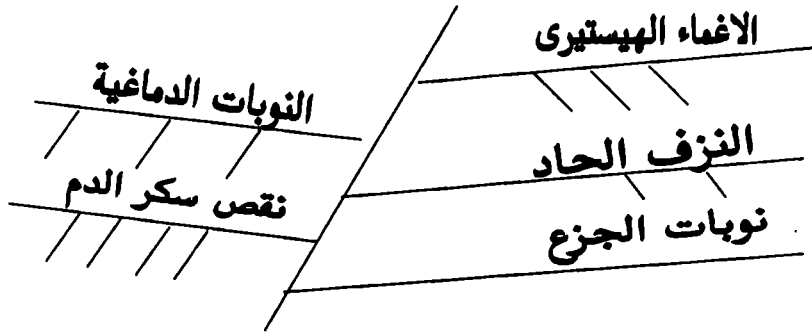 الاغماء الهيستيرى
النزف الحاد
نوبات الجزع
النوبات الدماغية
نقص سكر الدم